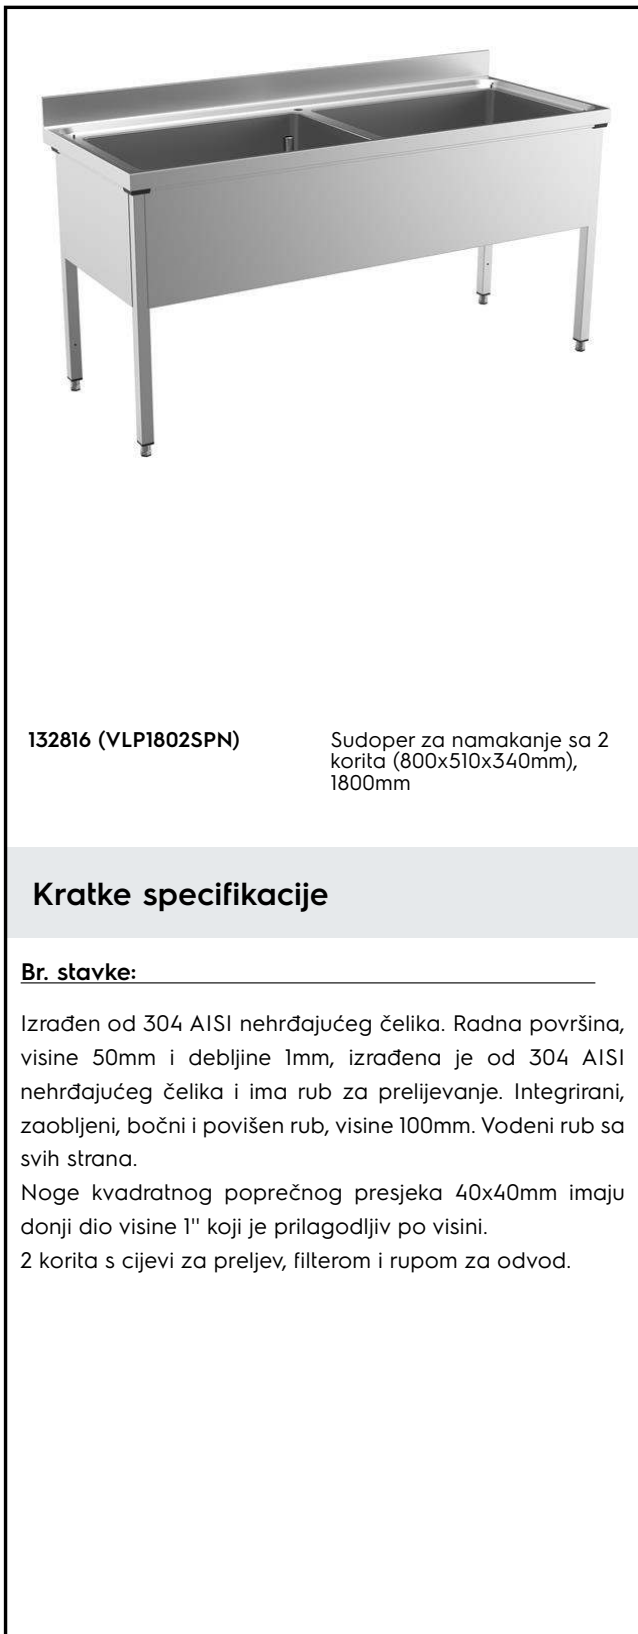 132816 (VLP1802SPN)
Sudoper za namakanje sa 2
korita (800x510x340mm),
1800mm
Kratke specifikacije
Br. stavke:
Izrađen od 304 AISI nehrđajućeg čelika. Radna površina,
visine 50mm i debljine 1mm, izrađena je od 304 AISI
nehrđajućeg čelika i ima rub za prelijevanje. Integrirani,
zaobljeni, bočni i povišen rub, visine 100mm. Vodeni rub sa
svih strana.
Noge kvadratnog poprečnog presjeka 40x40mm imaju
donji dio visine 1" koji je prilagodljiv po visini.
2 korita s cijevi za preljev, filterom i rupom za odvod.